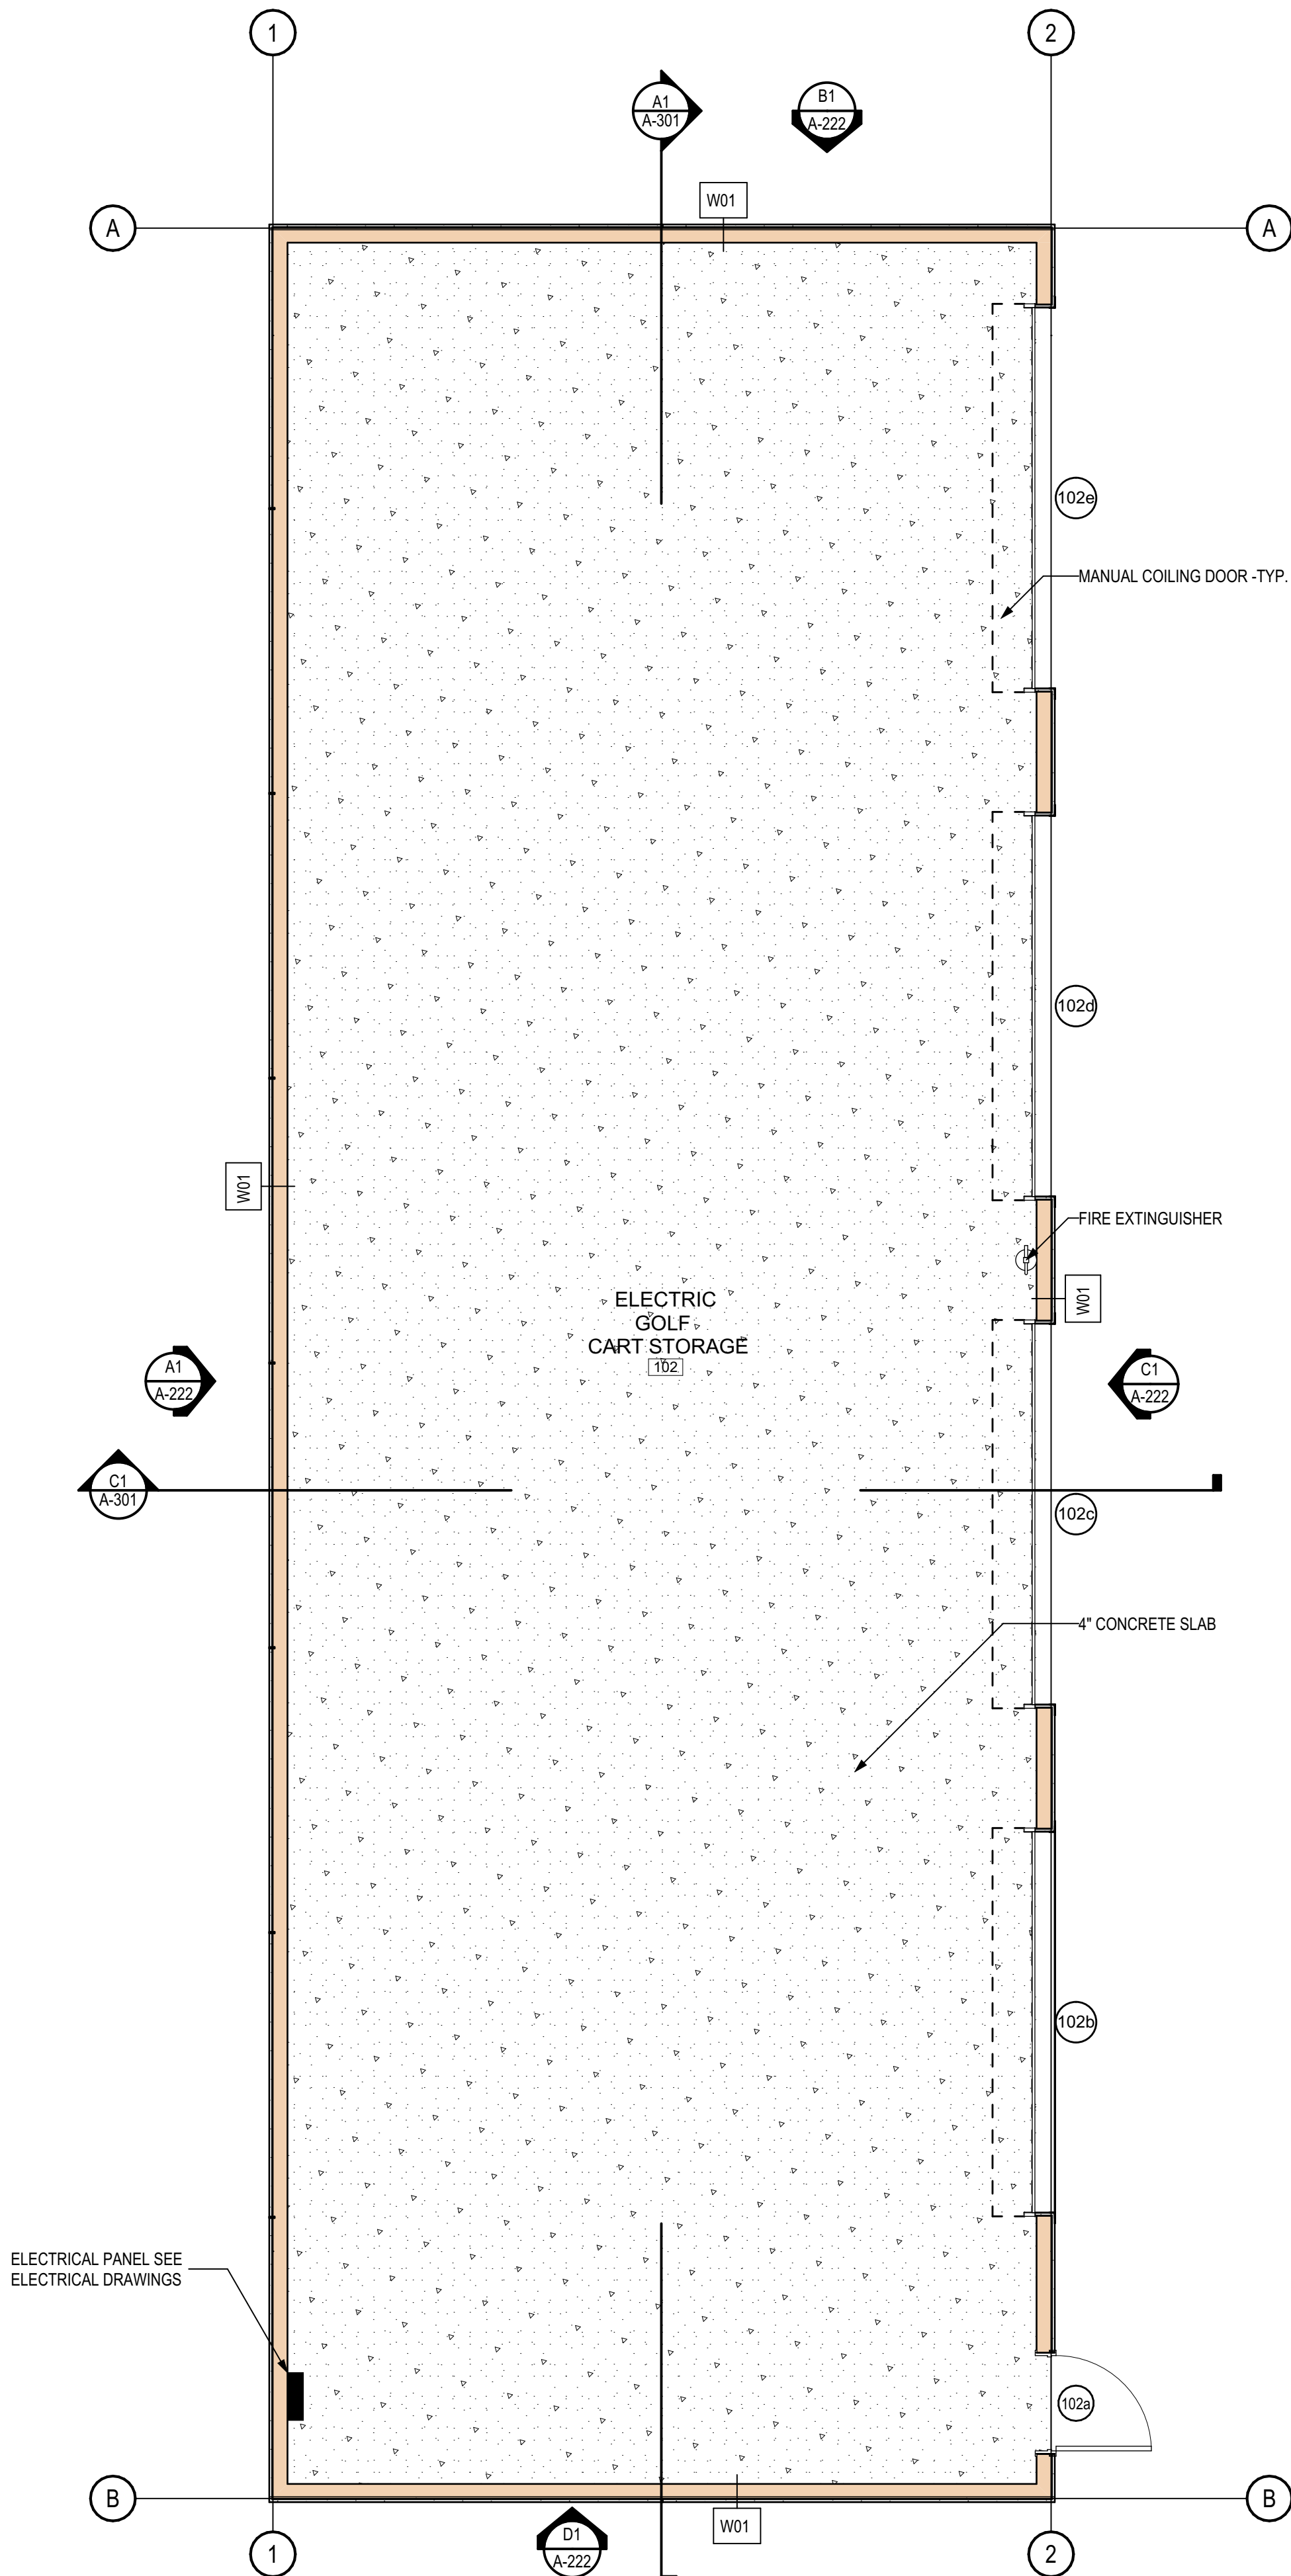 1
2
A1
A-301
B1
A-222
W01
A
A
102e
MANUAL COILING DOOR -TYP.
102d
W01
FIRE EXTINGUISHER
W01
ELECTRIC
GOLF
CART STORAGE
102
A1
A-222
C1
A-222
C1
A-301
102c
4" CONCRETE SLAB
102b
ELECTRICAL PANEL SEE
ELECTRICAL DRAWINGS
102a
B
B
W01
D1
A-222
1
2